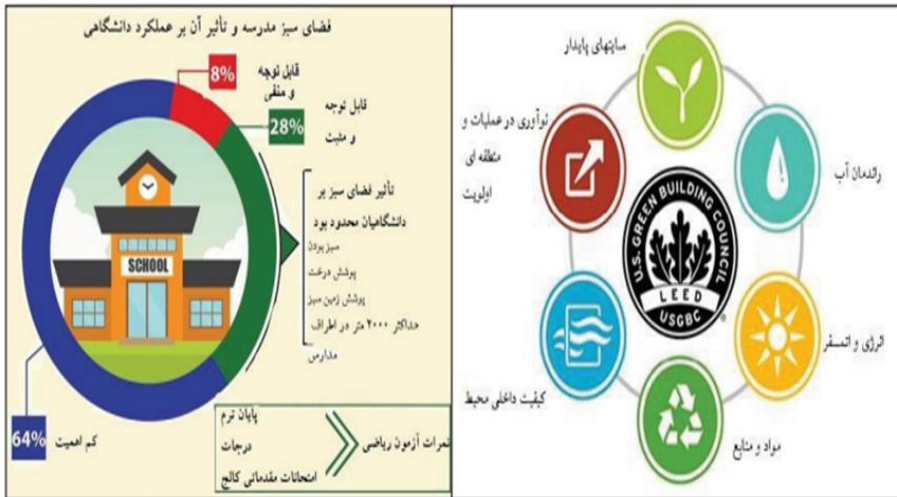 فضای سبز مدرسه و تأثیر آن بر عملکرد دانشگاهی
8%
قابل توجه
و منفی
28%
قابل توجه
و مثبت
تأثیر فضای سبز بر
دانشگاهیان محدود بود
سبز بودن
پوشش درخت
پوشش زمین سبز
حداکثر ۲۰۰۰ متر در اطراف
مدارس
SCHOOL
64%
کم اهمیت
نمرات آزمون ریاضی
پایان ترم
درجات
امتحانات مقدماتی کالج
سایتهای پایدار
نوآوری در عملیات و
منطقه ای
اولویت
راندمان آب
U.S. GREEN BUILDING COUNCIL
LEED
USGBC
®
انرژی و اتمسفر
کیفیت داخلی محیط
مواد و منابع